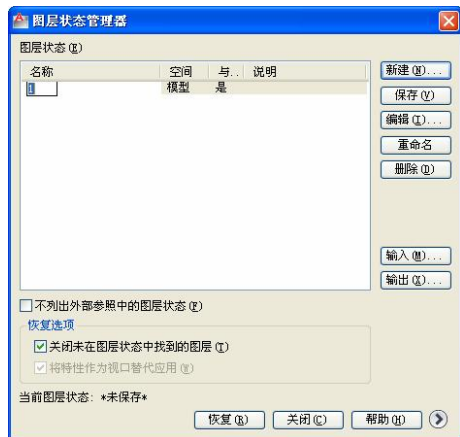 图层状态管理器
图层状态(E)
名称 空间 与.. 说明
1 模型 是
新建(N)...
保存(V)
编辑(I)...
重命名
删除(D)
输入(M)...
输出(X)...
不列出外部参照中的图层状态(F)
恢复选项
关闭未在图层状态中找到的图层(T)
将特性作为视口替代应用(W)
当前图层状态: *未保存*
恢复(R) 关闭(C) 帮助(H)